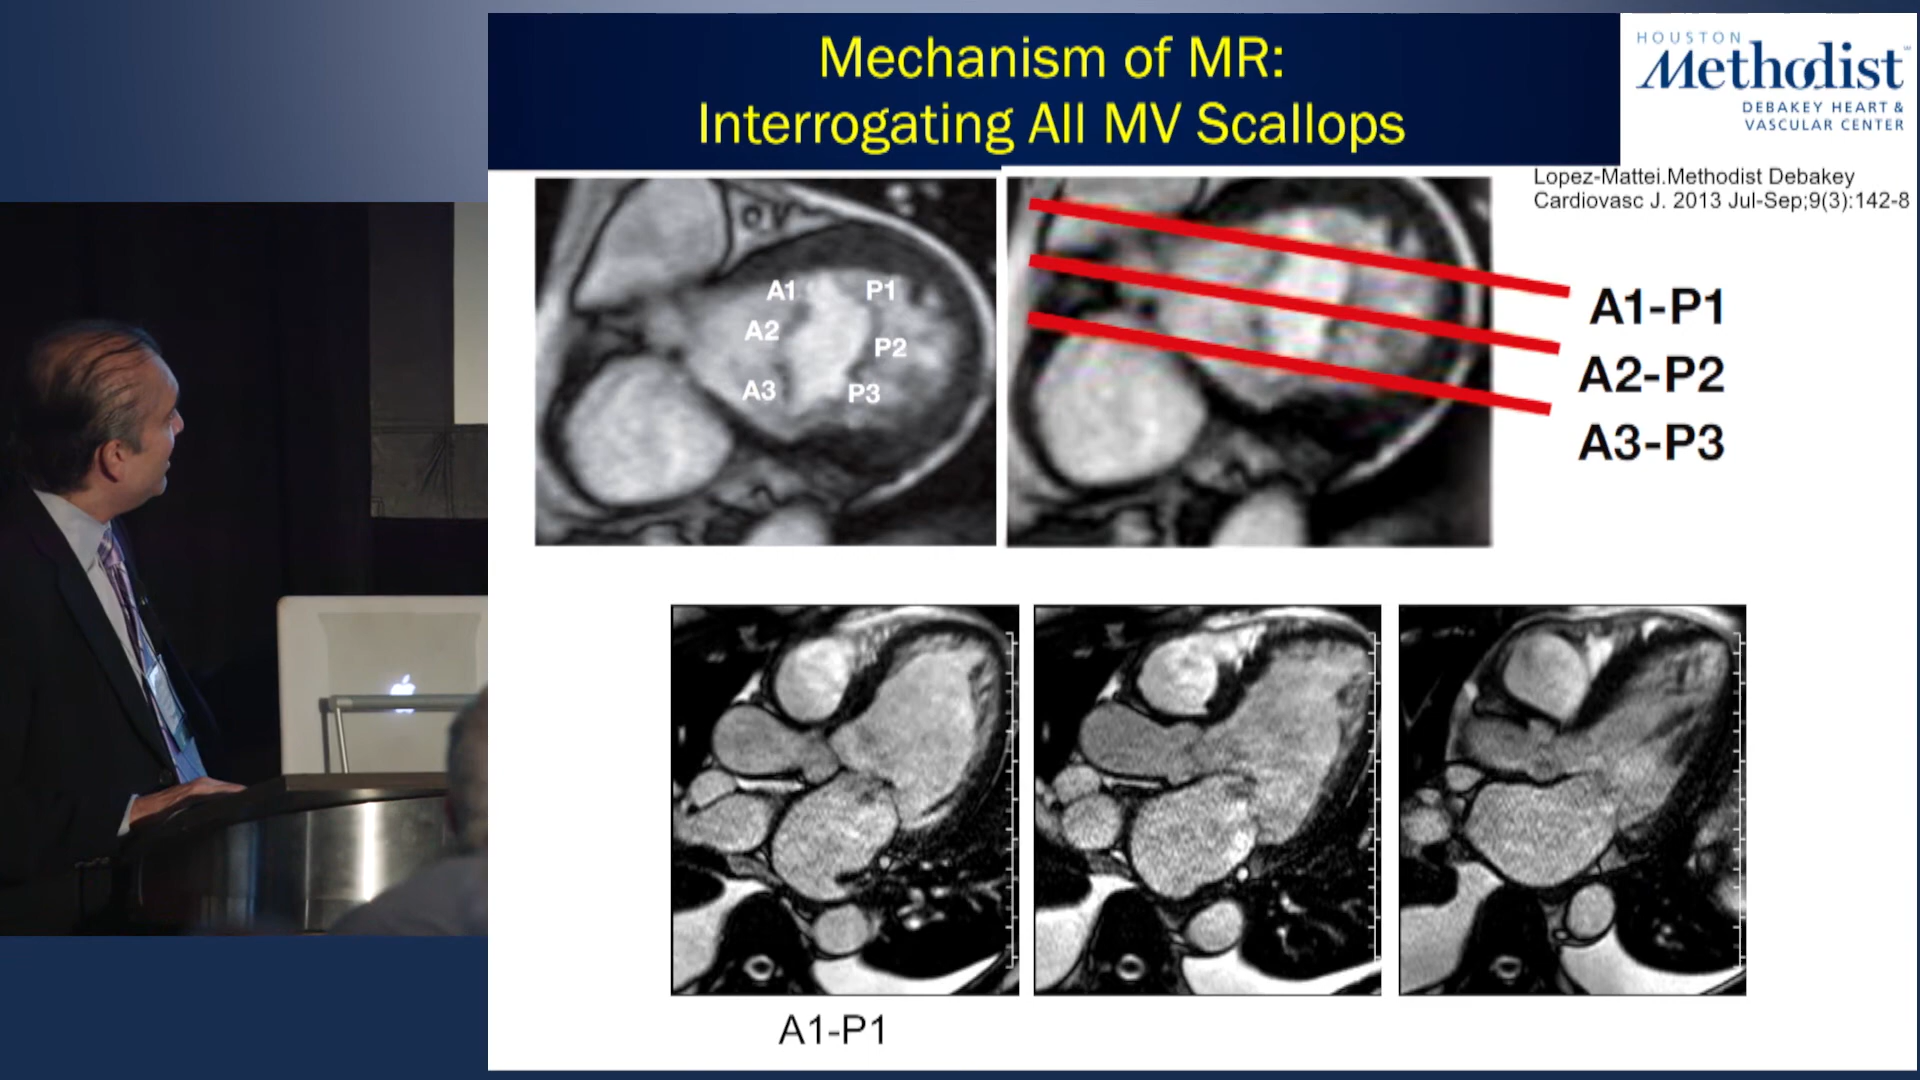 Mechanism of MR:
Interrogating All MV Scallops
HOUSTON
Methodist
DEBAKEY HEART &
VASCULAR CENTER
Lopez-Mattei.Methodist Debakey
Cardiovasc J. 2013 Jul-Sep;9(3):142-8
A1 P1
A2 P2
A3 P3
A1-P1
A2-P2
A3-P3
A1-P1